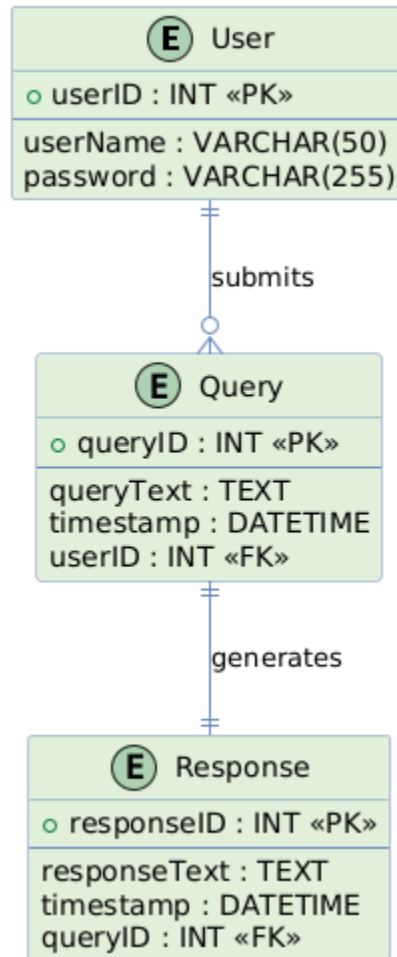 E User
userID : INT «PK»
userName : VARCHAR(50)
password : VARCHAR(255)
submits
E Query
queryID : INT «PK»
queryText : TEXT
timestamp : DATETIME
userID : INT «FK»
generates
E Response
responseID : INT «PK»
responseText : TEXT
timestamp : DATETIME
queryID : INT «FK»